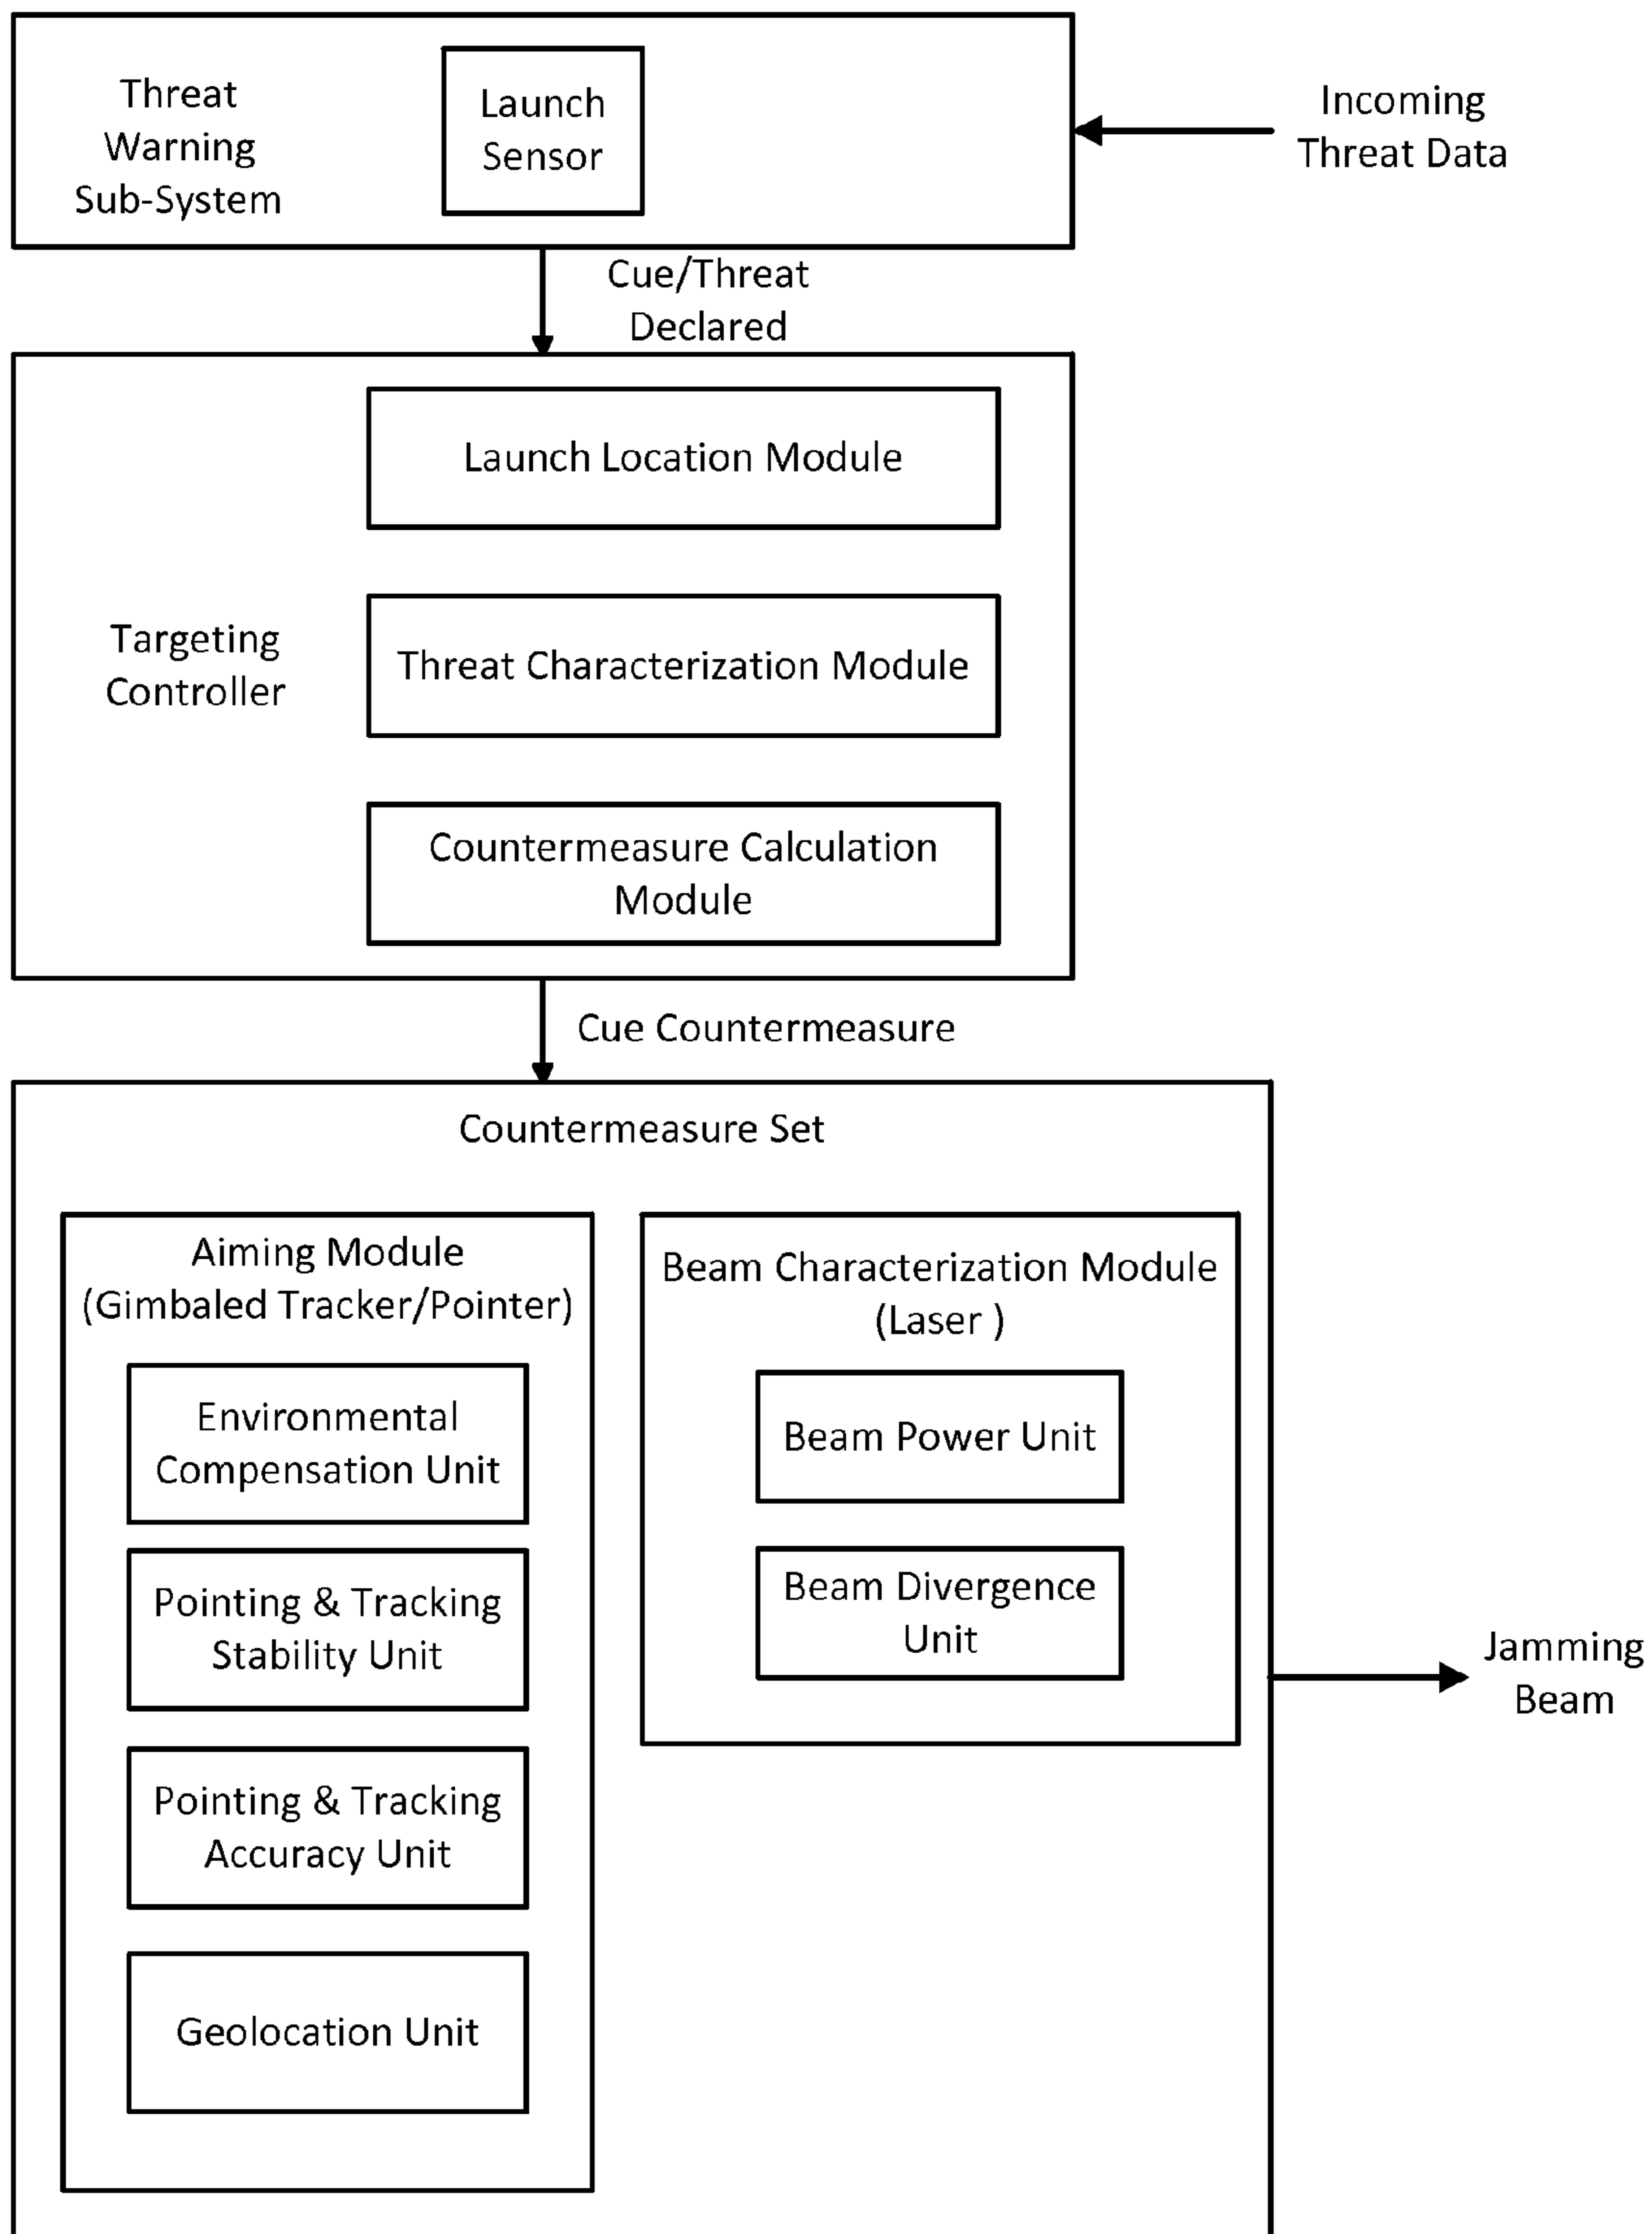 Threat
Warning
Sub-System
Launch
Sensor
Incoming
Threat Data
Cue/Threat
Declared
Launch Location Module
Targeting
Controller
Threat Characterization Module
Countermeasure Calculation
Module
Cue Countermeasure
Countermeasure Set
Aiming Module
(Gimbaled Tracker/Pointer)
Environmental
Compensation Unit
Pointing & Tracking
Stability Unit
Pointing & Tracking
Accuracy Unit
Geolocation Unit
Beam Characterization Module
(Laser )
Beam Power Unit
Beam Divergence
Unit
Jamming
Beam